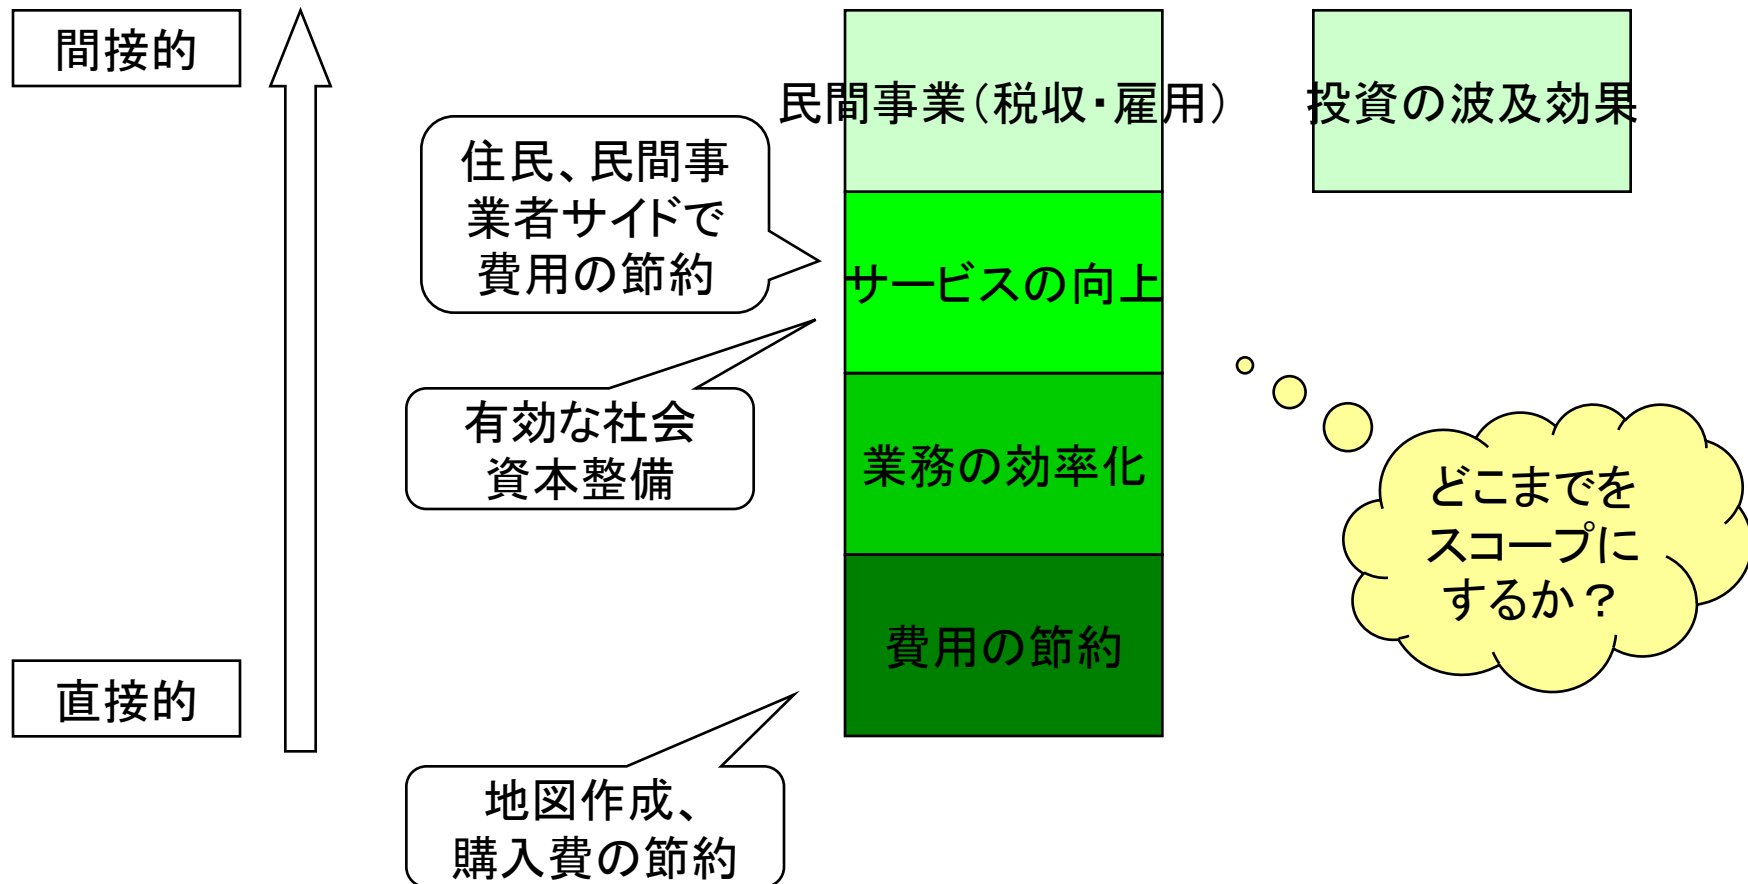 間接的
民間事業（税収・雇用）
投資の波及効果
住民、民間事
業者サイドで
費用の節約
サービスの向上
有効な社会
資本整備
業務の効率化
どこまでを
スコープに
するか？
費用の節約
直接的
地図作成、
購入費の節約